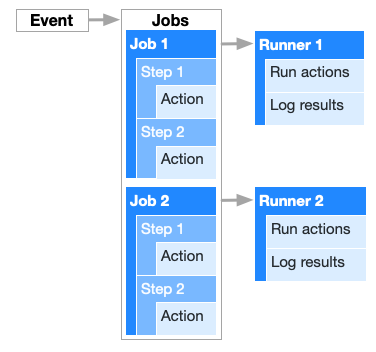 Event
Jobs
Job 1
Step 1
Action
Step 2
Action
Runner 1
Run actions
Log results
Job 2
Step 1
Action
Step 2
Action
Runner 2
Run actions
Log results